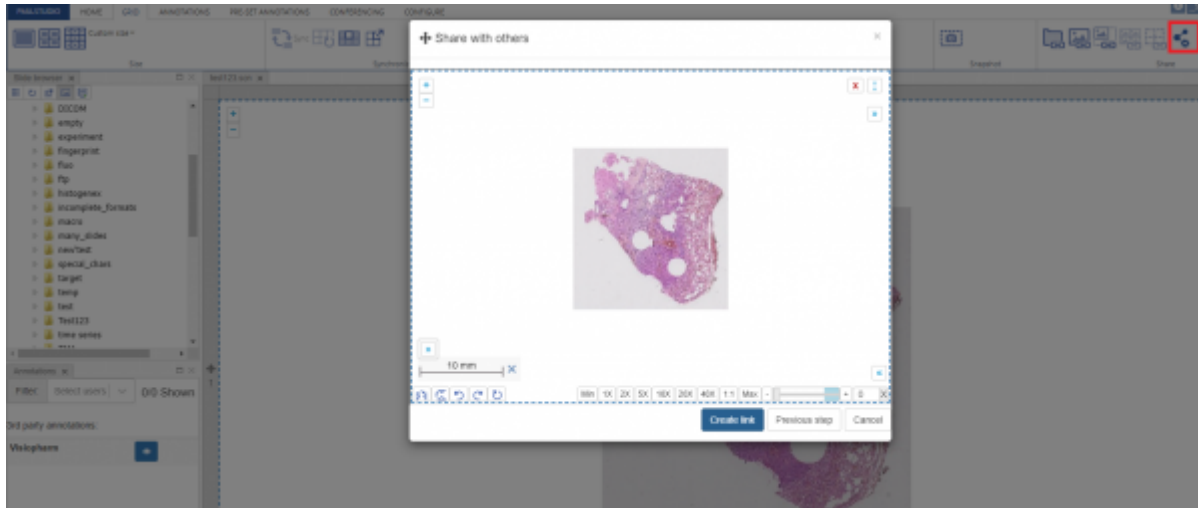 PMA.STUDIO HOME GRID ANNOTATIONS PRE-SET ANNOTATIONS CONFERENCING CONFIGURE
Custom size
Sync
Size
Snapshot
Share
Share with others
Slide browser
DICOM
empty
experiment
fingerprint
fluo
ftp
histogenex
incomplete_formats
macro
many_slides
newTest
special_chars
target
temp
test
Test123
time series
Annotations
Filter: Select users 0/0 Shown
3rd party annotations:
Visiopharm
10 mm
Min 1X 2X 5X 10X 20X 40X 1:1 Max - + 0
Create link Previous step Cancel